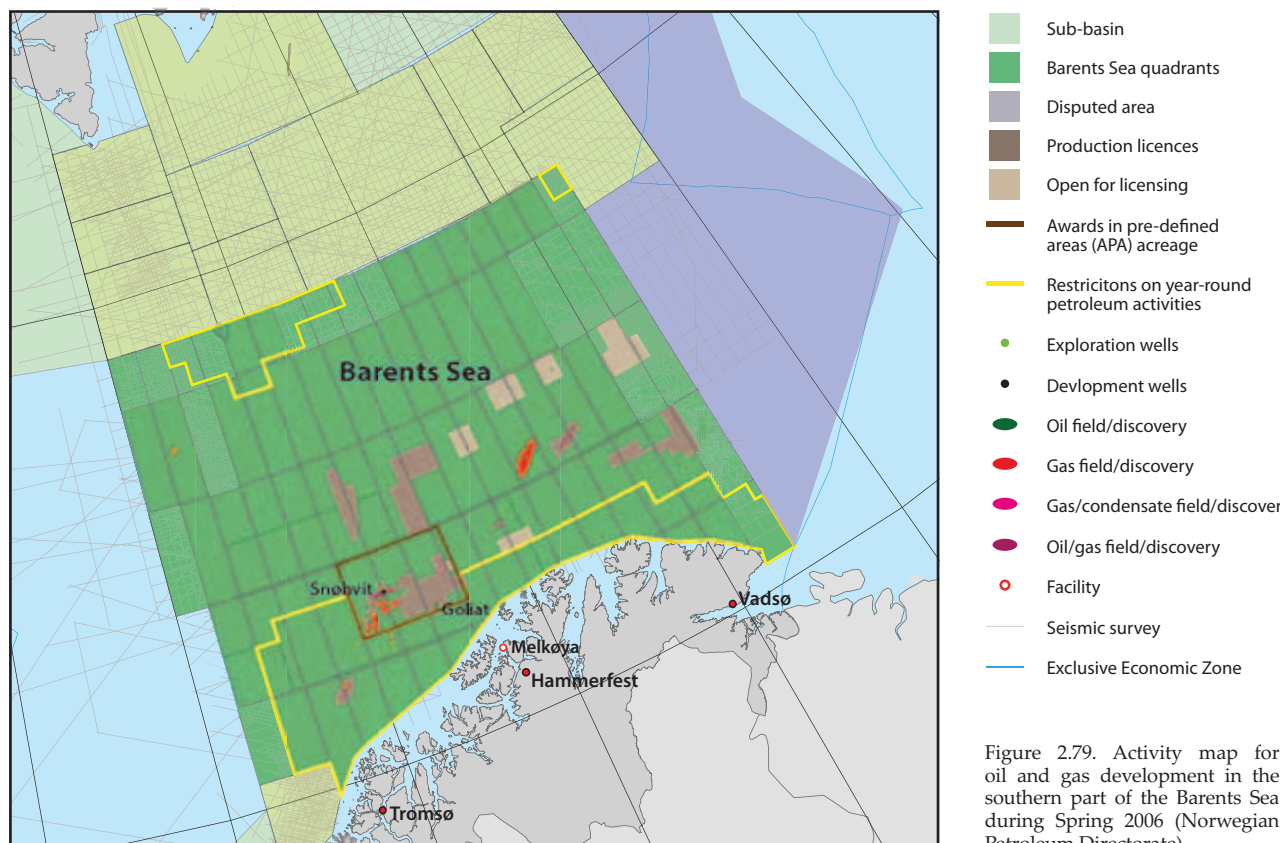 Barents Sea
Snøhvit
Goliat
Melkøya
Hammerfest
Vadsø
Tromsø
Sub-basin
Barents Sea quadrants
Disputed area
Production licences
Open for licensing
Awards in pre-defined
areas (APA) acreage
Restricitons on year-round
petroleum activities
Exploration wells
Devlopment wells
Oil field/discovery
Gas field/discovery
Gas/condensate field/discover
Oil/gas field/discovery
Facility
Seismic survey
Exclusive Economic Zone
Figure 2.79. Activity map for
oil and gas development in the
southern part of the Barents Sea
during Spring 2006 (Norwegian
Petroleum Directorate)